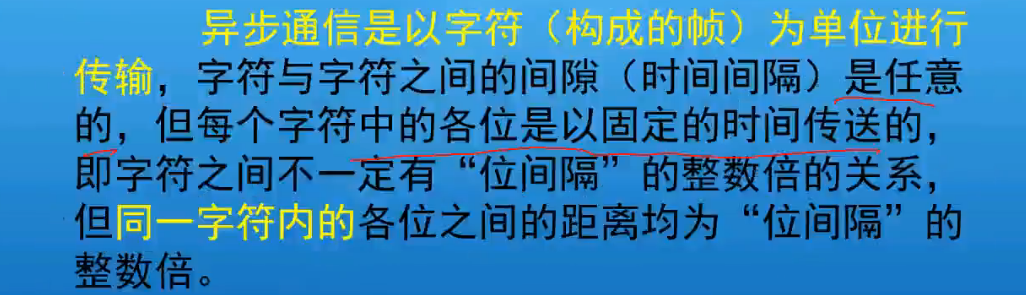 异步通信是以字符（构成的帧）为单位进行
传输，字符与字符之间的间隙（时间间隔）是任意
的，但每个字符中的各位是以固定的时间传送的，
即字符之间不一定有“位间隔”的整数倍的关系，
但同一字符内的各位之间的距离均为“位间隔”的
整数倍。